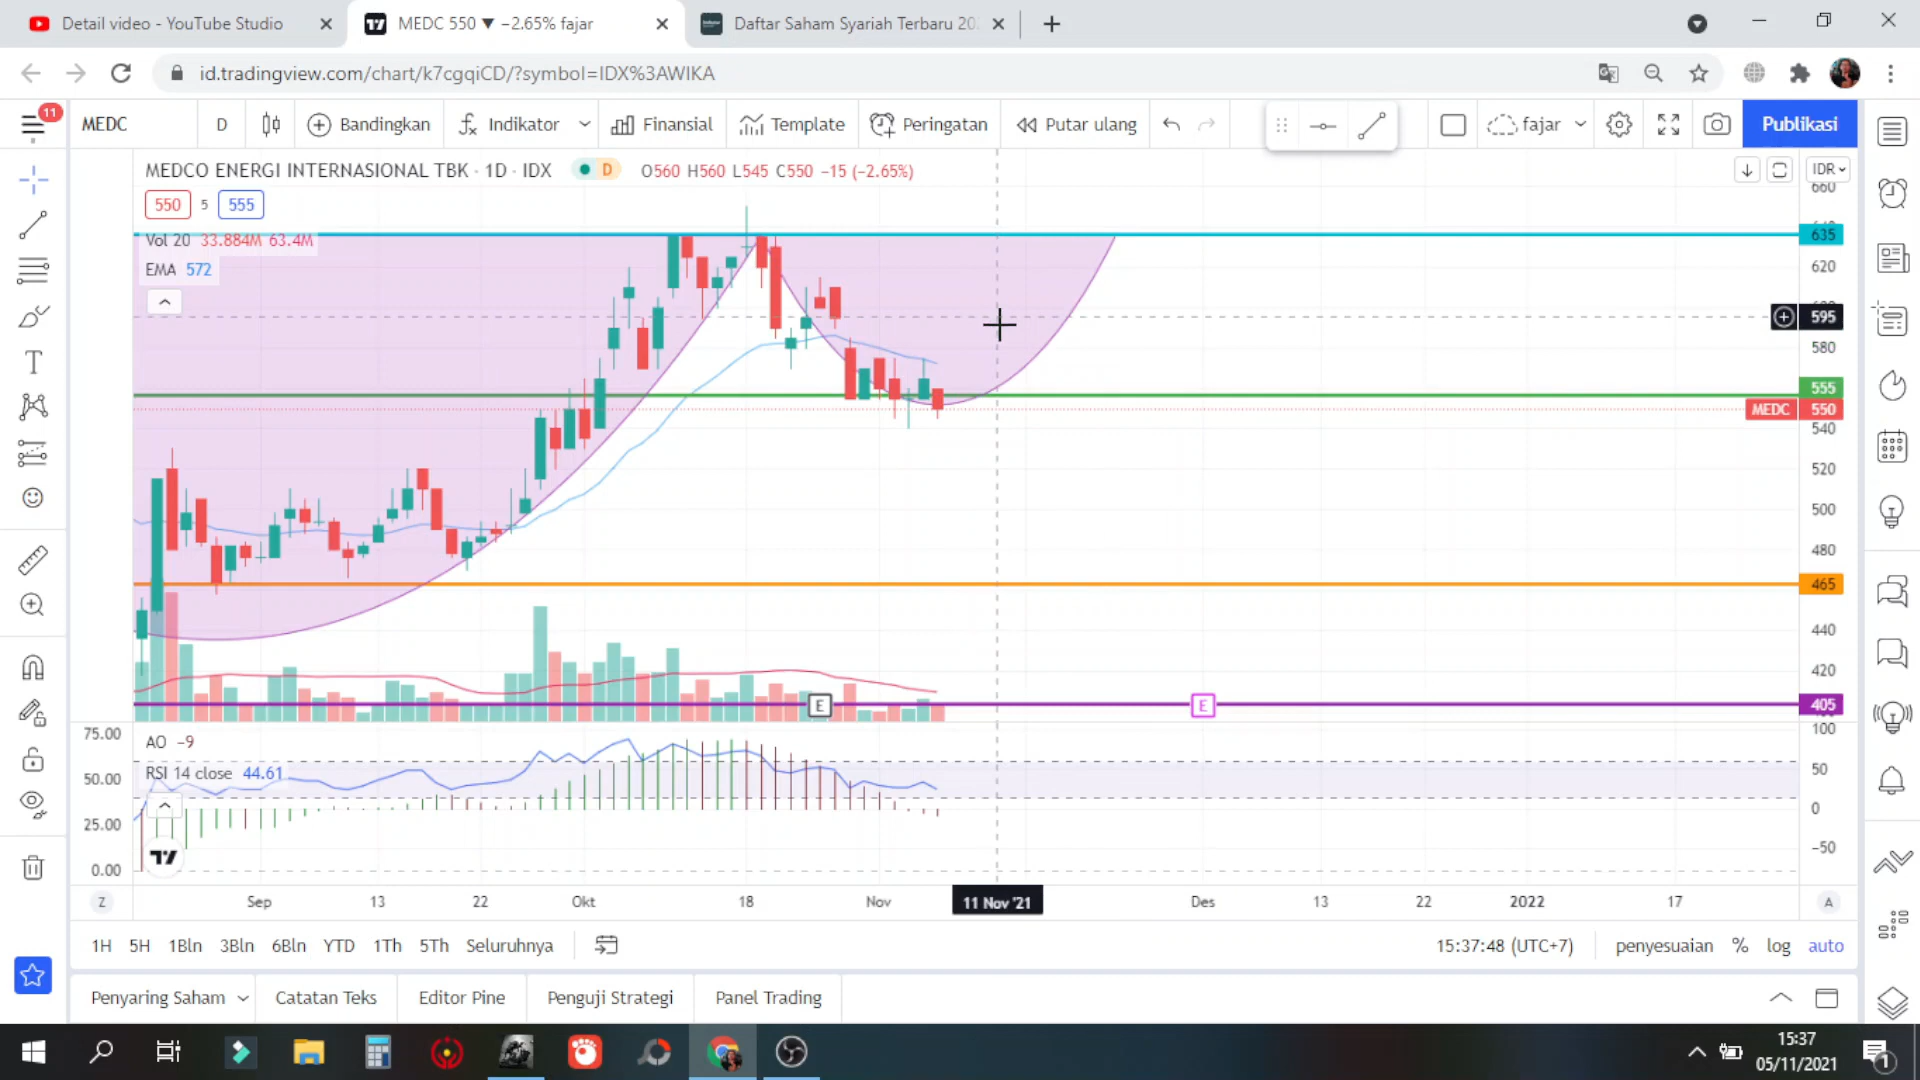 Detail video - YouTube Studio
MEDC 550 ▼ −2.65% fajar
Daftar Saham Syariah Terbaru 20
id.tradingview.com/chart/k7cgqiCD/?symbol=IDX%3AWIKA
11
MEDC
D
Bandingkan
Indikator
Finansial
Template
Peringatan
Putar ulang
fajar
Publikasi
MEDCO ENERGI INTERNASIONAL TBK · 1D · IDX
D
O560 H560 L545 C550 −15 (−2.65%)
IDR
550 5 555
Vol 20 33.884M 63.4M
EMA 572
660
635
620
595
580
555
MEDC 550
540
520
500
480
465
440
420
405
E
E
75.00
50.00
25.00
0.00
AO −9
RSI 14 close 44.61
100
50
0
−50
Z
Sep
13
22
Okt
18
Nov
11 Nov '21
Des
13
22
2022
17
A
1H 5H 1Bln 3Bln 6Bln YTD 1Th 5Th Seluruhnya
15:37:48 (UTC+7)
penyesuaian % log auto
Penyaring Saham
Catatan Teks
Editor Pine
Penguji Strategi
Panel Trading
15:37
05/11/2021
1